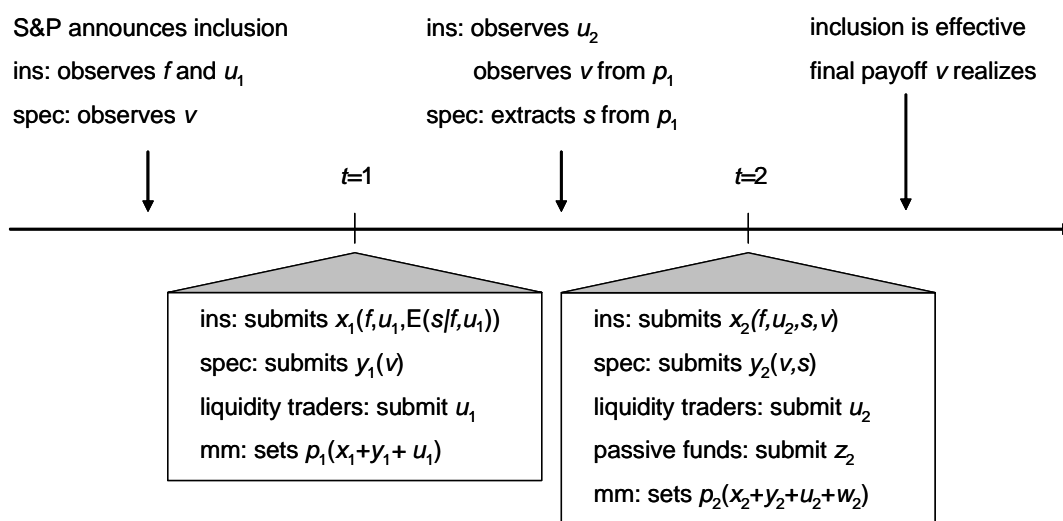 S&P announces inclusion
ins: observes f and u1
spec: observes v
ins: observes u2
observes v from p1
spec: extracts s from p1
inclusion is effective
final payoff v realizes
t=1
t=2
ins: submits x1(f,u1,E(s|f,u1))
spec: submits y1(v)
liquidity traders: submit u1
mm: sets p1(x1+y1+ u1)
ins: submits x2(f,u2,s,v)
spec: submits y2(v,s)
liquidity traders: submit u2
passive funds: submit z2
mm: sets p2(x2+y2+u2+w2)